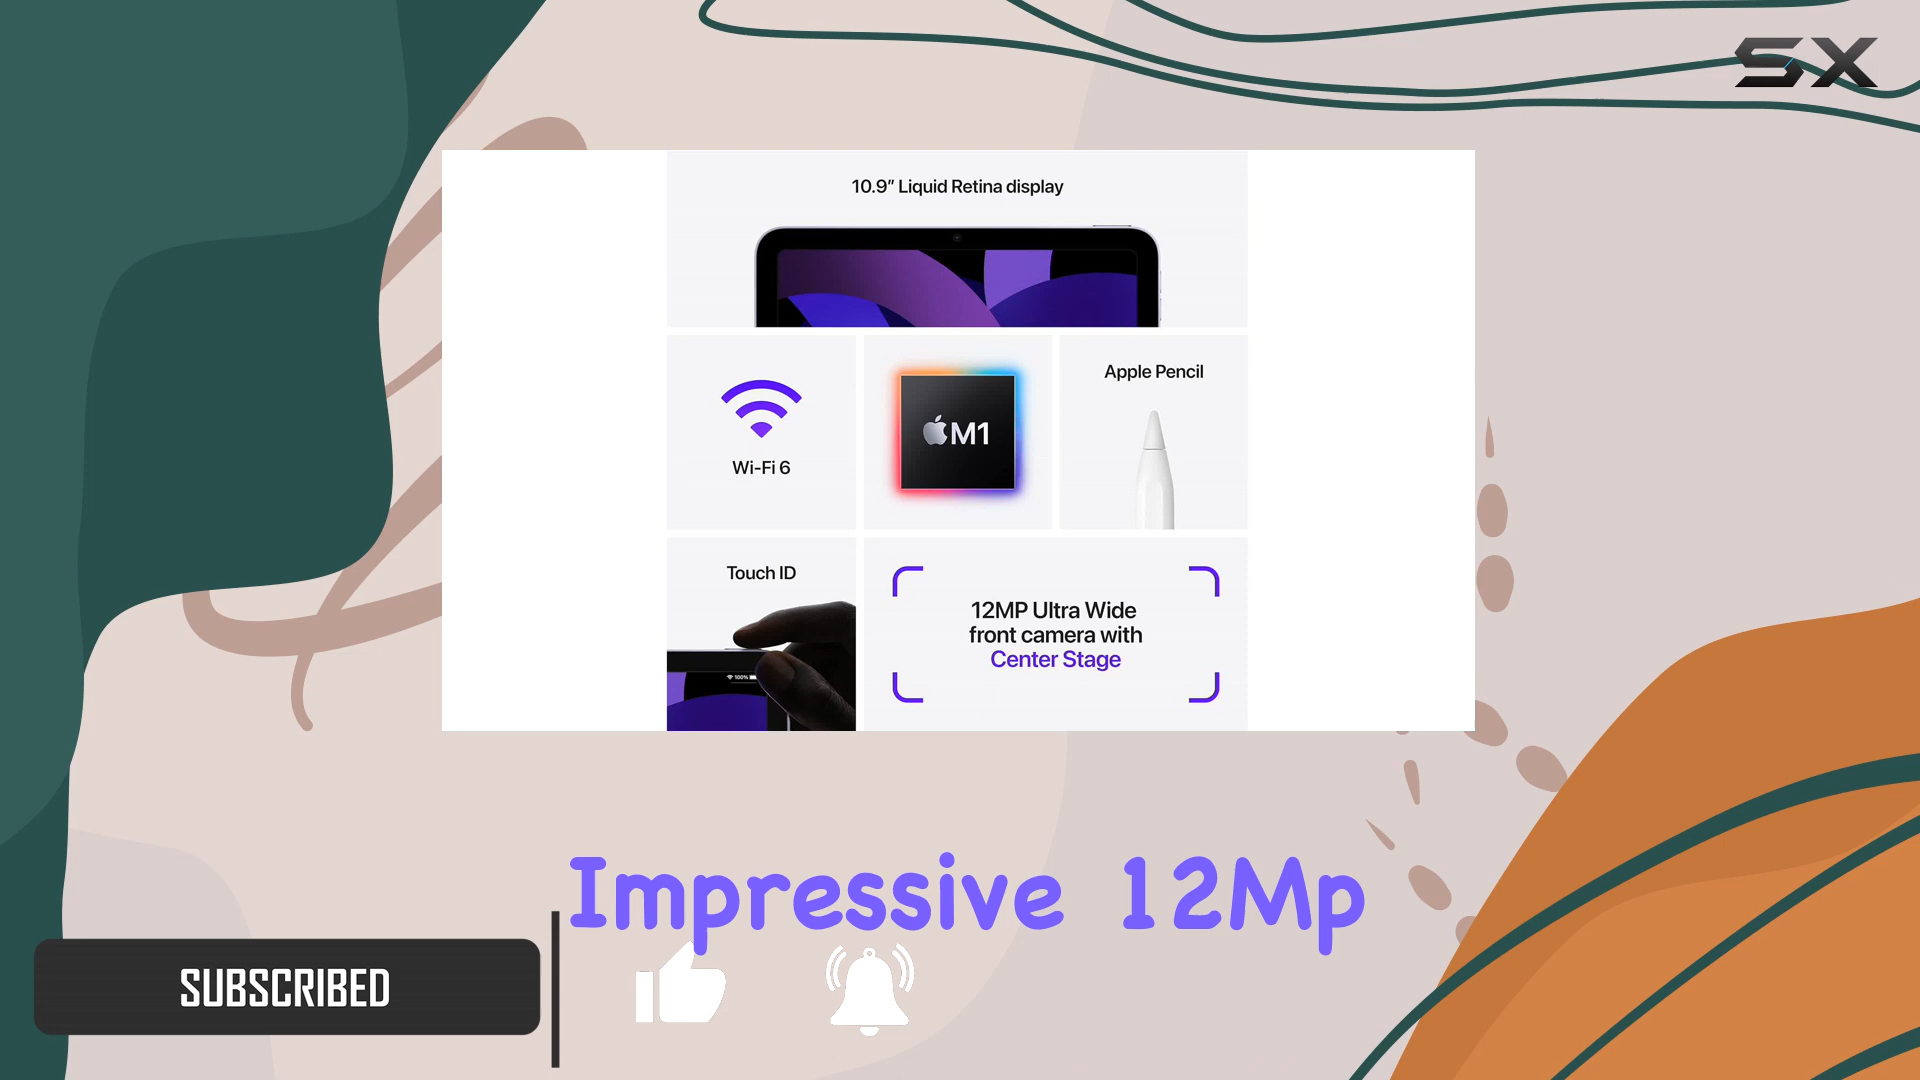 SX
10.9” Liquid Retina display
Wi-Fi 6
M1
Apple Pencil
Touch ID
100%
12MP Ultra Wide
front camera with
Center Stage
Impressive 12Mp
SUBSCRIBED